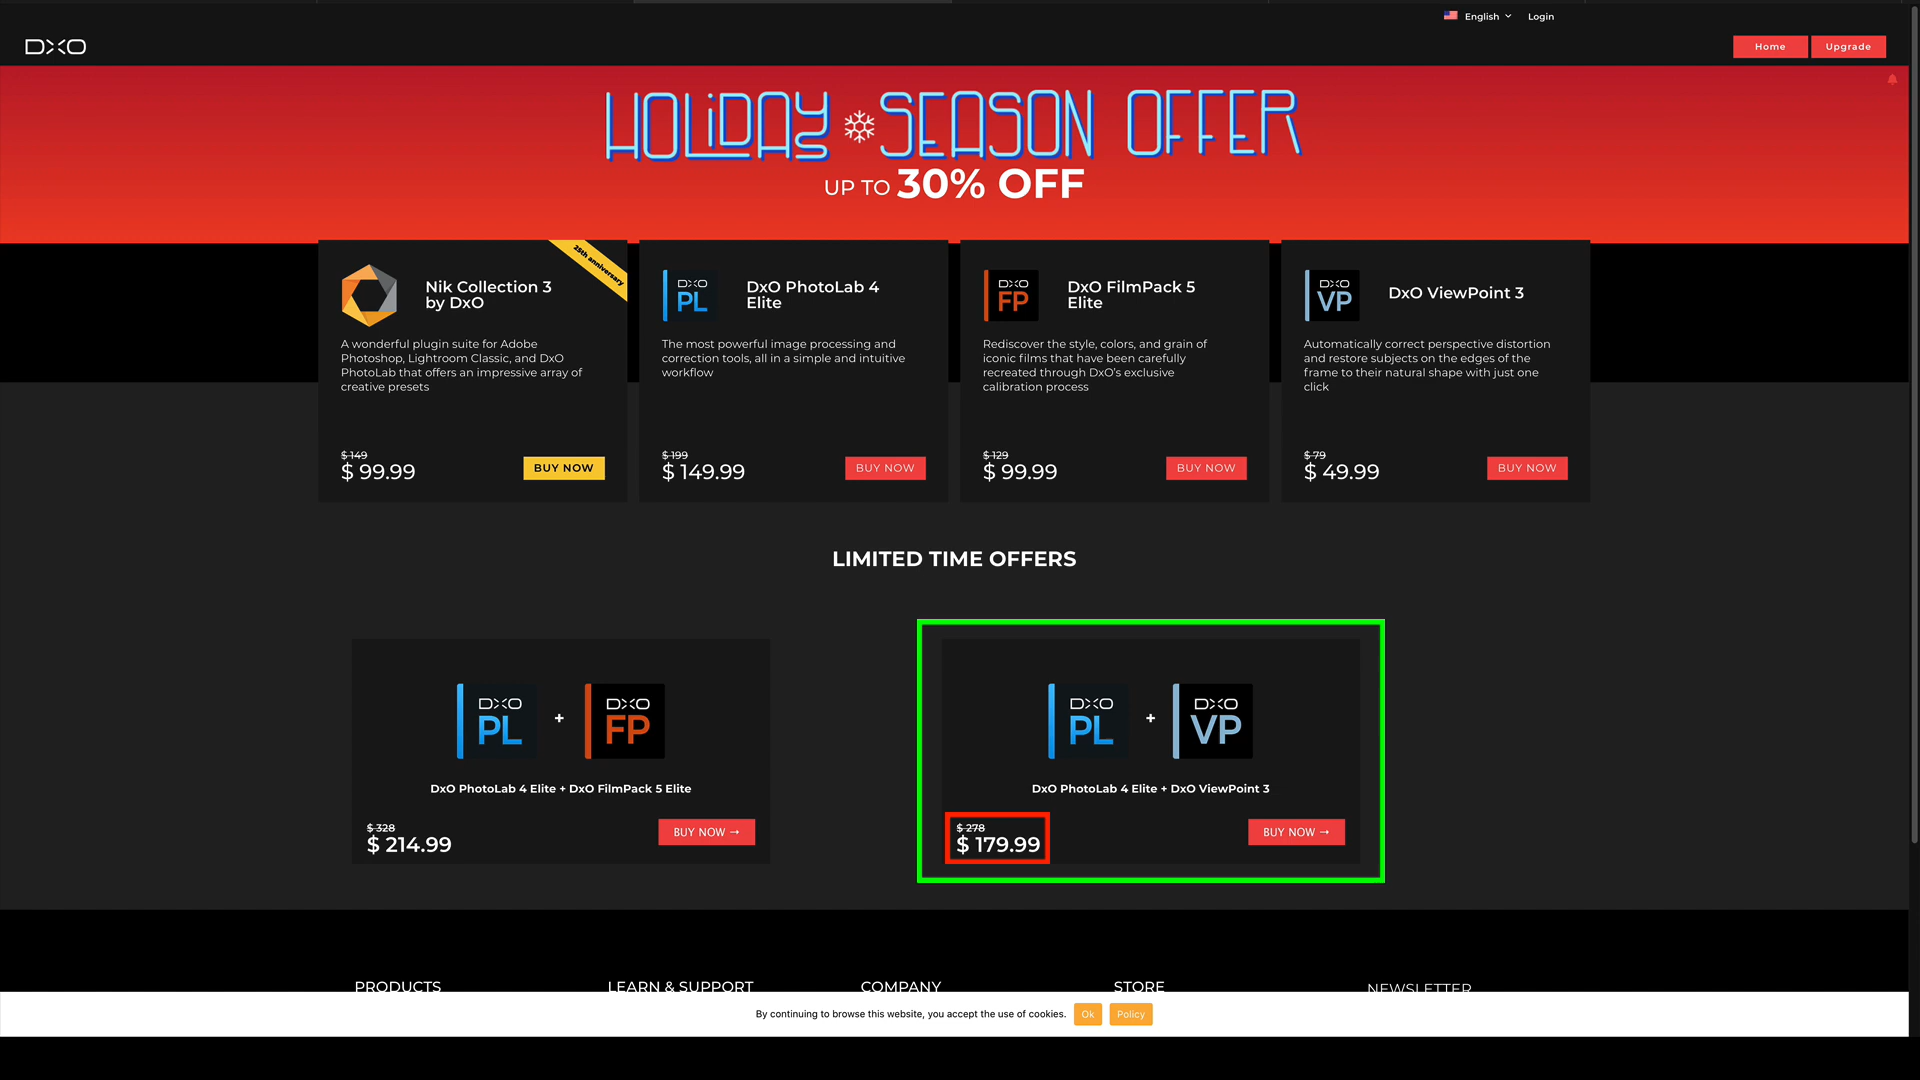 English
Login
DXO
Home
Upgrade
HOLIDAY SEASON OFFER
UP TO 30% OFF
25th anniversary
Nik Collection 3
by DxO
A wonderful plugin suite for Adobe
Photoshop, Lightroom Classic, and DxO
PhotoLab that offers an impressive array of
creative presets
$ 149
$ 99.99
BUY NOW
DXO
PL
DxO PhotoLab 4
Elite
The most powerful image processing and
correction tools, all in a simple and intuitive
workflow
$ 199
$ 149.99
BUY NOW
DXO
FP
DxO FilmPack 5
Elite
Rediscover the style, colors, and grain of
iconic films that have been carefully
recreated through DxO’s exclusive
calibration process
$ 129
$ 99.99
BUY NOW
DXO
VP
DxO ViewPoint 3
Automatically correct perspective distortion
and restore subjects on the edges of the
frame to their natural shape with just one
click
$ 79
$ 49.99
BUY NOW
LIMITED TIME OFFERS
DXO
PL
+
DXO
FP
DxO PhotoLab 4 Elite + DxO FilmPack 5 Elite
$ 328
$ 214.99
BUY NOW →
DXO
PL
+
DXO
VP
DxO PhotoLab 4 Elite + DxO ViewPoint 3
$ 278
$ 179.99
BUY NOW →
PRODUCTS
LEARN & SUPPORT
COMPANY
STORE
NEWSLETTER
By continuing to browse this website, you accept the use of cookies.
Ok
Policy